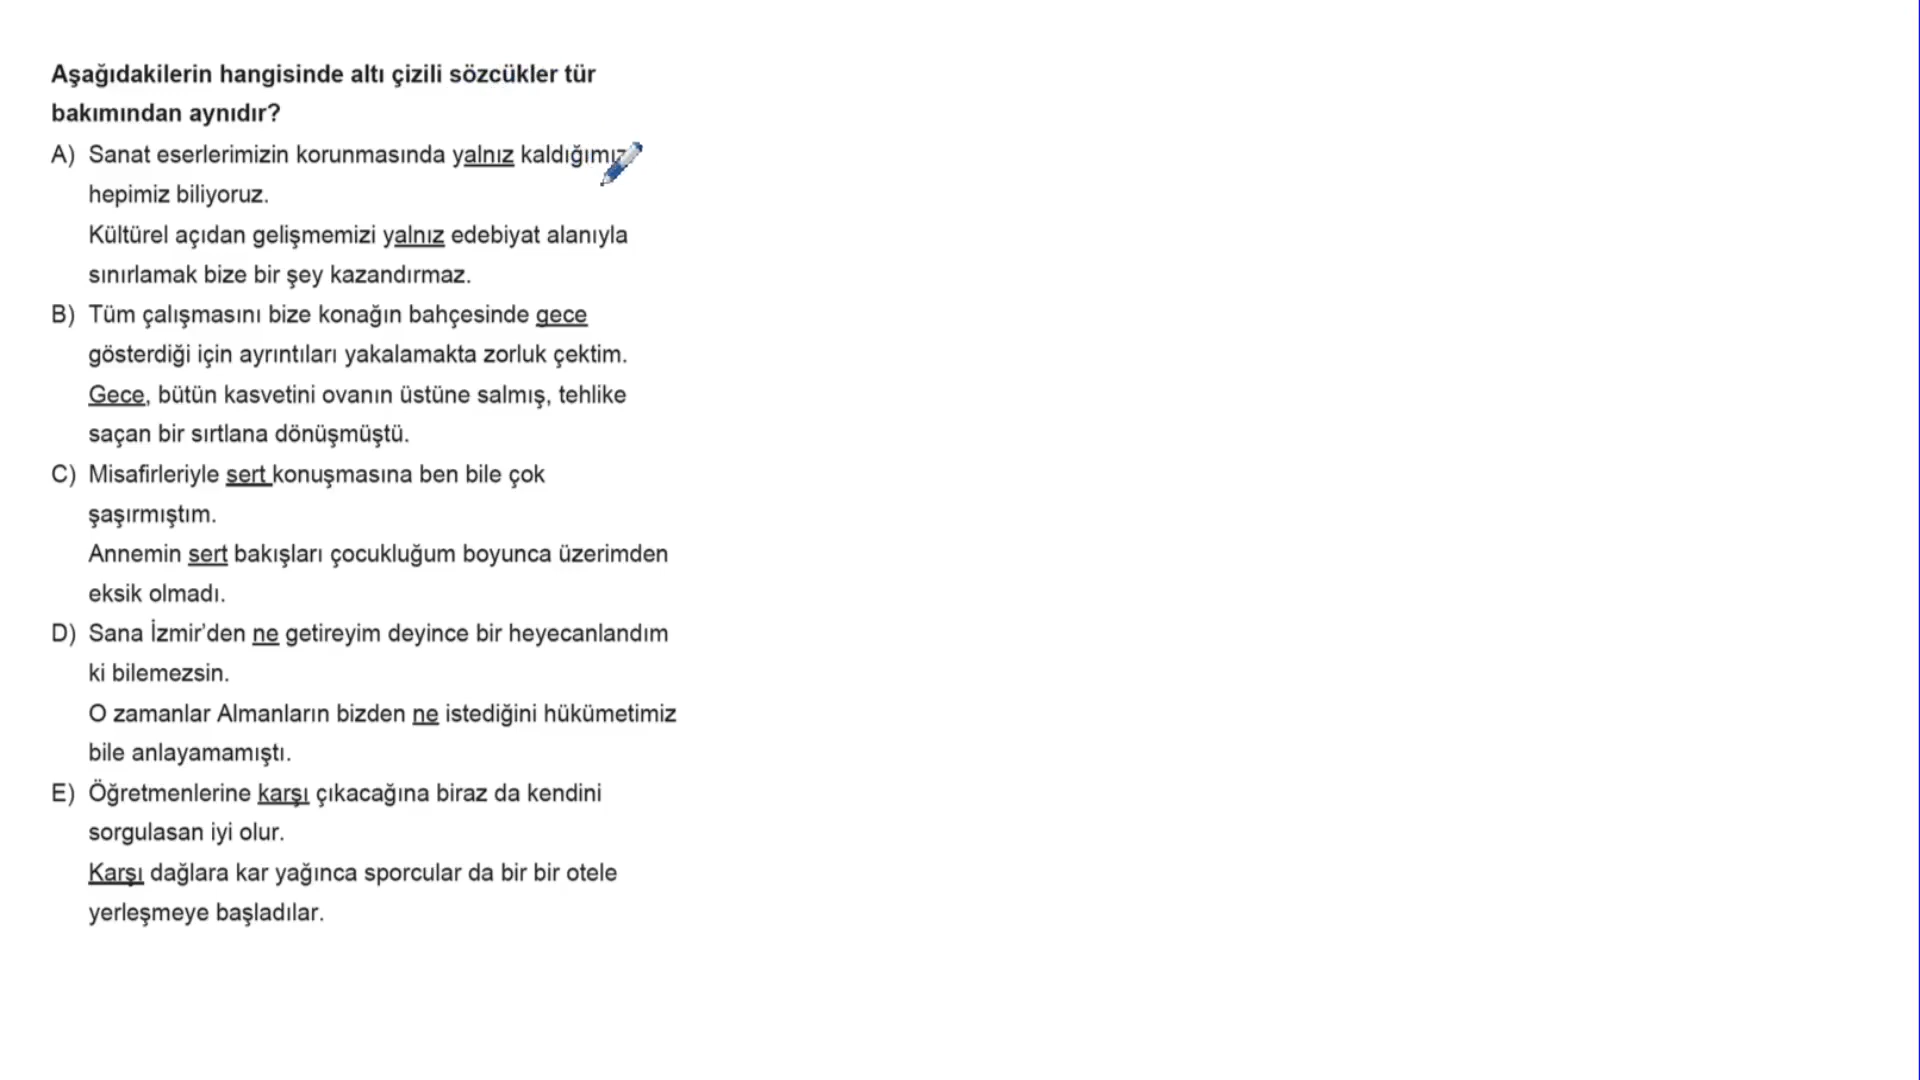 Aşağıdakilerin hangisinde altı çizili sözcükler tür
bakımından aynıdır?
A) Sanat eserlerimizin korunmasında yalnız kaldığımız
hepimiz biliyoruz.
Kültürel açıdan gelişmemizi yalnız edebiyat alanıyla
sınırlamak bize bir şey kazandırmaz.
B) Tüm çalışmasını bize konağın bahçesinde gece
gösterdiği için ayrıntıları yakalamakta zorluk çektim.
Gece, bütün kasvetini ovanın üstüne salmış, tehlike
saçan bir sırtlana dönüşmüştü.
C) Misafirleriyle sert konuşmasına ben bile çok
şaşırmıştım.
Annemin sert bakışları çocukluğum boyunca üzerimden
eksik olmadı.
D) Sana İzmir’den ne getireyim deyince bir heyecanlandım
ki bilemezsin.
O zamanlar Almanların bizden ne istediğini hükümetimiz
bile anlayamamıştı.
E) Öğretmenlerine karşı çıkacağına biraz da kendini
sorgulasan iyi olur.
Karşı dağlara kar yağınca sporcular da bir bir otele
yerleşmeye başladılar.